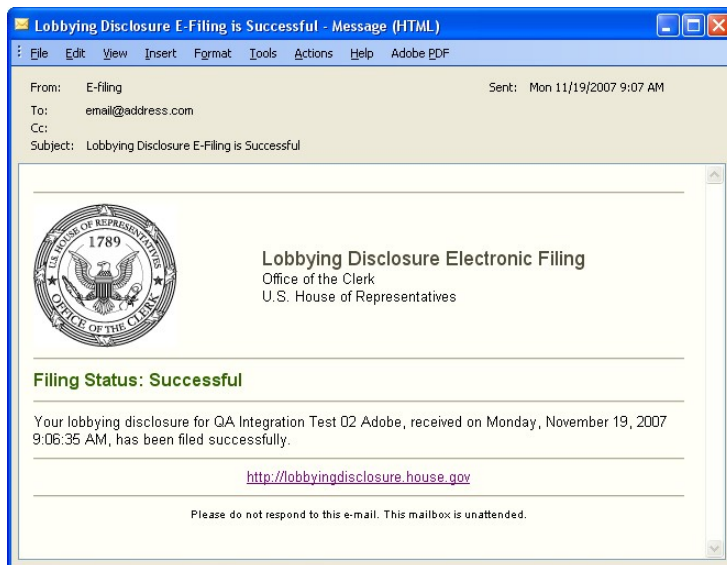 Lobbying Disclosure E-Filing is Successful - Message (HTML)
File Edit View Insert Format Tools Actions Help Adobe PDF
From: E-filing Sent: Mon 11/19/2007 9:07 AM
To: email@address.com
Cc:
Subject: Lobbying Disclosure E-Filing is Successful
U.S. HOUSE OF REPRESENTATIVES
1789
OFFICE OF THE CLERK
Lobbying Disclosure Electronic Filing
Office of the Clerk
U.S. House of Representatives
Filing Status: Successful
Your lobbying disclosure for QA Integration Test 02 Adobe, received on Monday, November 19, 2007
9:06:35 AM, has been filed successfully.
http://lobbyingdisclosure.house.gov
Please do not respond to this e-mail. This mailbox is unattended.